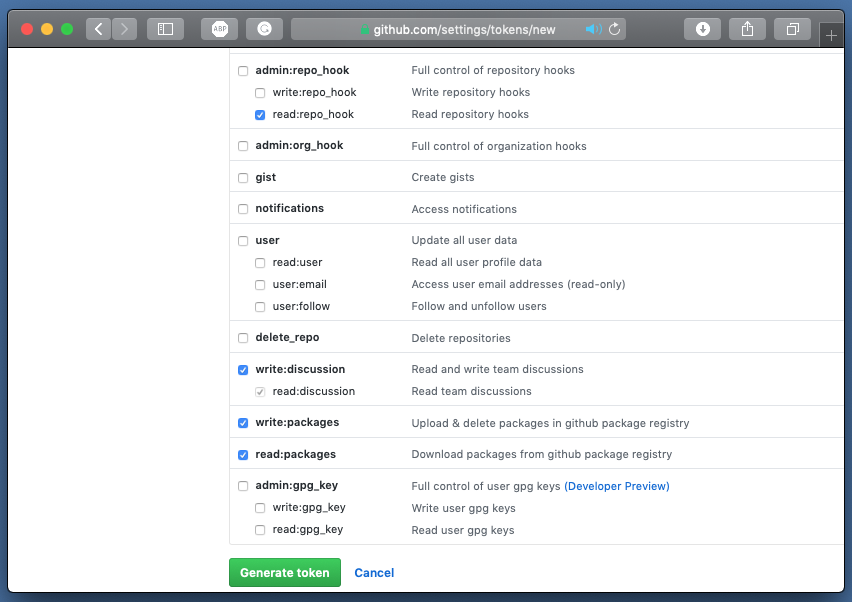 ABP
github.com/settings/tokens/new
admin:repo_hook Full control of repository hooks
write:repo_hook Write repository hooks
read:repo_hook Read repository hooks
admin:org_hook Full control of organization hooks
gist Create gists
notifications Access notifications
user Update all user data
read:user Read all user profile data
user:email Access user email addresses (read-only)
user:follow Follow and unfollow users
delete_repo Delete repositories
write:discussion Read and write team discussions
read:discussion Read team discussions
write:packages Upload & delete packages in github package registry
read:packages Download packages from github package registry
admin:gpg_key Full control of user gpg keys (Developer Preview)
write:gpg_key Write user gpg keys
read:gpg_key Read user gpg keys
Generate token Cancel